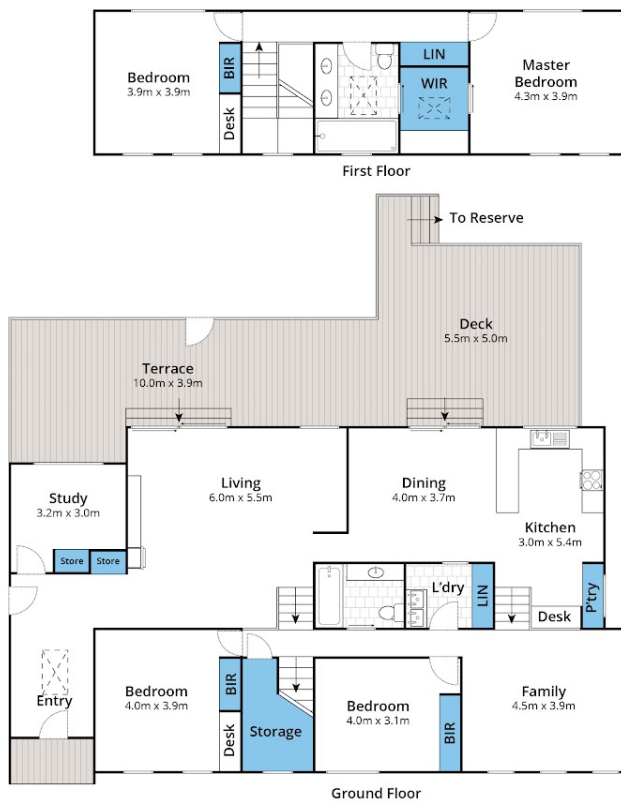 Bedroom
3.9m x 3.9m
BIR
Desk
LIN
WIR
Master
Bedroom
4.3m x 3.9m
First Floor
To Reserve
Deck
5.5m x 5.0m
Terrace
10.0m x 3.9m
Living
6.0m x 5.5m
Dining
4.0m x 3.7m
Study
3.2m x 3.0m
Kitchen
3.0m x 5.4m
Store
Store
L'dry
LIN
Desk
P'try
Entry
Bedroom
4.0m x 3.9m
BIR
Desk
Storage
Bedroom
4.0m x 3.1m
BIR
Family
4.5m x 3.9m
Ground Floor